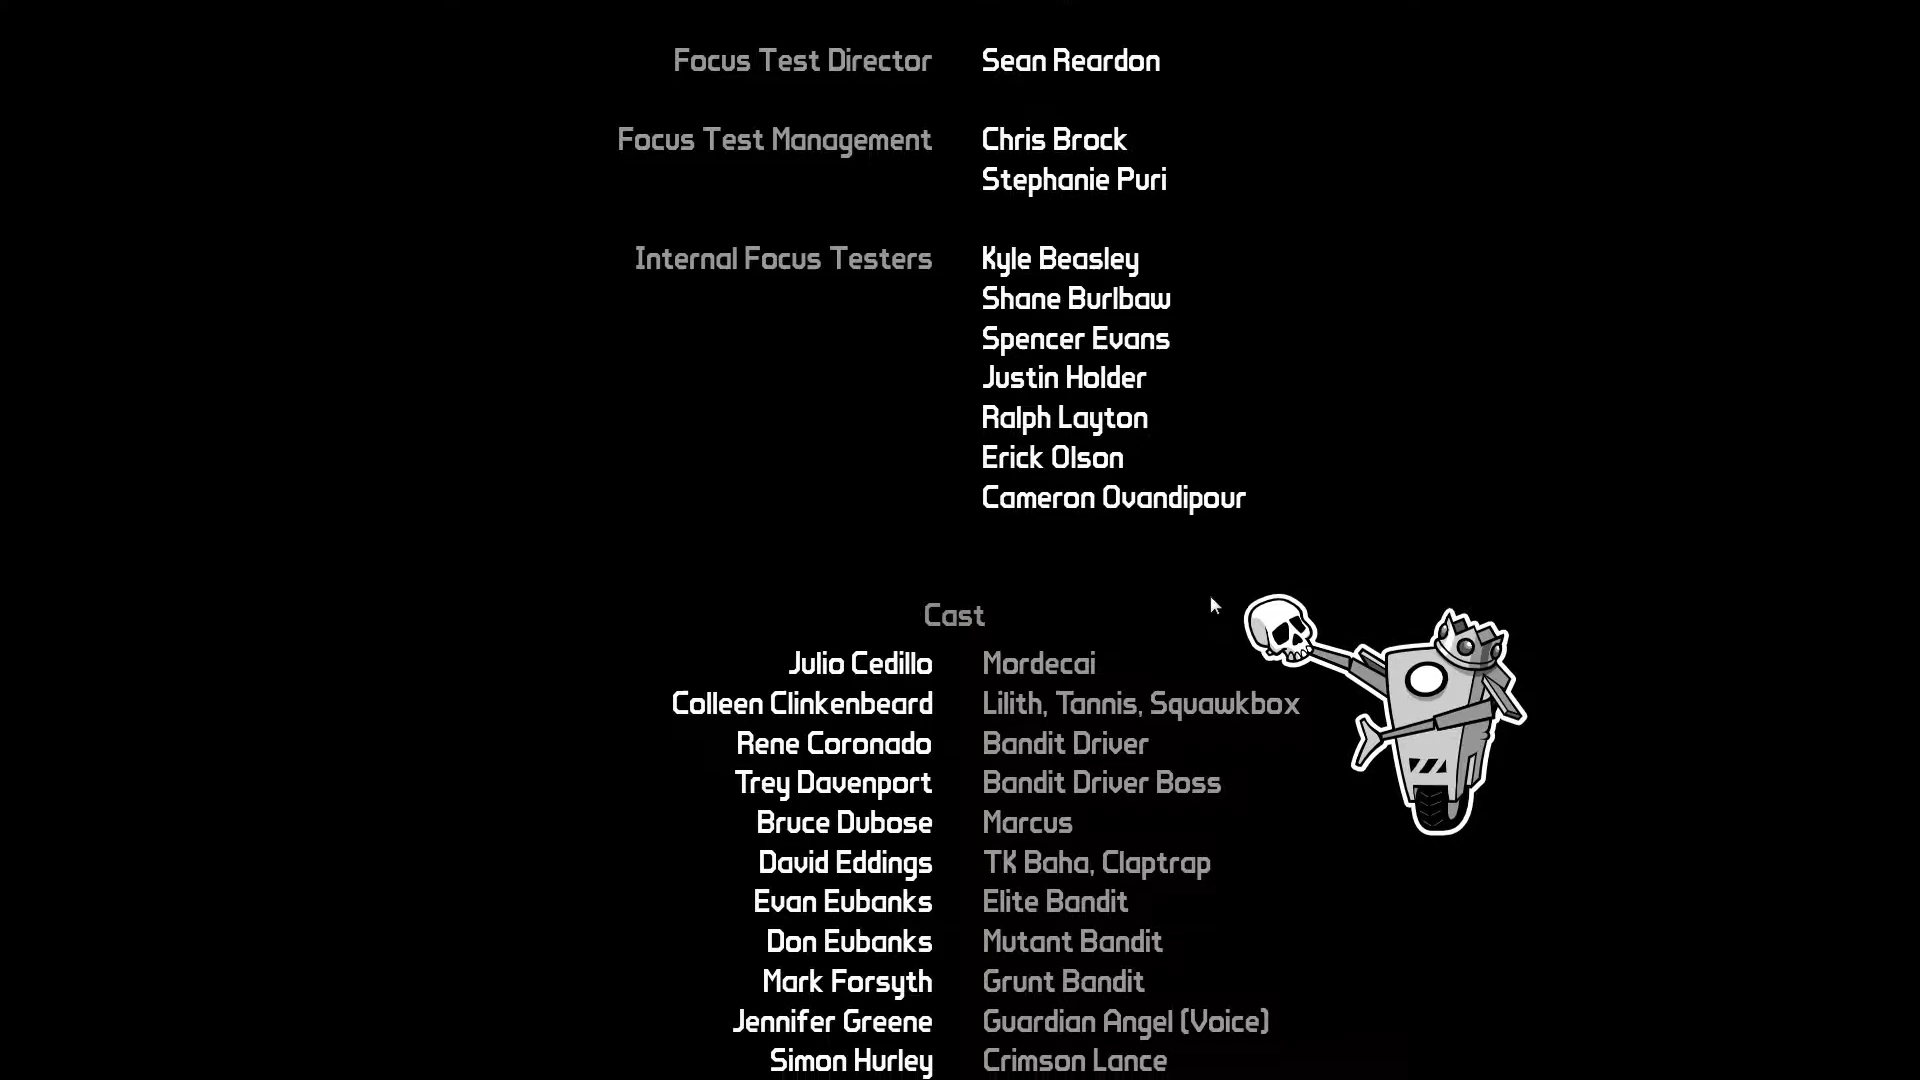 Focus Test Director Sean Reardon
Focus Test Management Chris Brock
Stephanie Puri
Internal Focus Testers Kyle Beasley
Shane Burlbaw
Spencer Evans
Justin Holder
Ralph Layton
Erick Olson
Cameron Ovandipour
Cast
Julio Cedillo Mordecai
Colleen Clinkenbeard Lilith, Tannis, Squawkbox
Rene Coronado Bandit Driver
Trey Davenport Bandit Driver Boss
Bruce Dubose Marcus
David Eddings TK Baha, Claptrap
Evan Eubanks Elite Bandit
Don Eubanks Mutant Bandit
Mark Forsyth Grunt Bandit
Jennifer Greene Guardian Angel (Voice)
Simon Hurley Crimson Lance